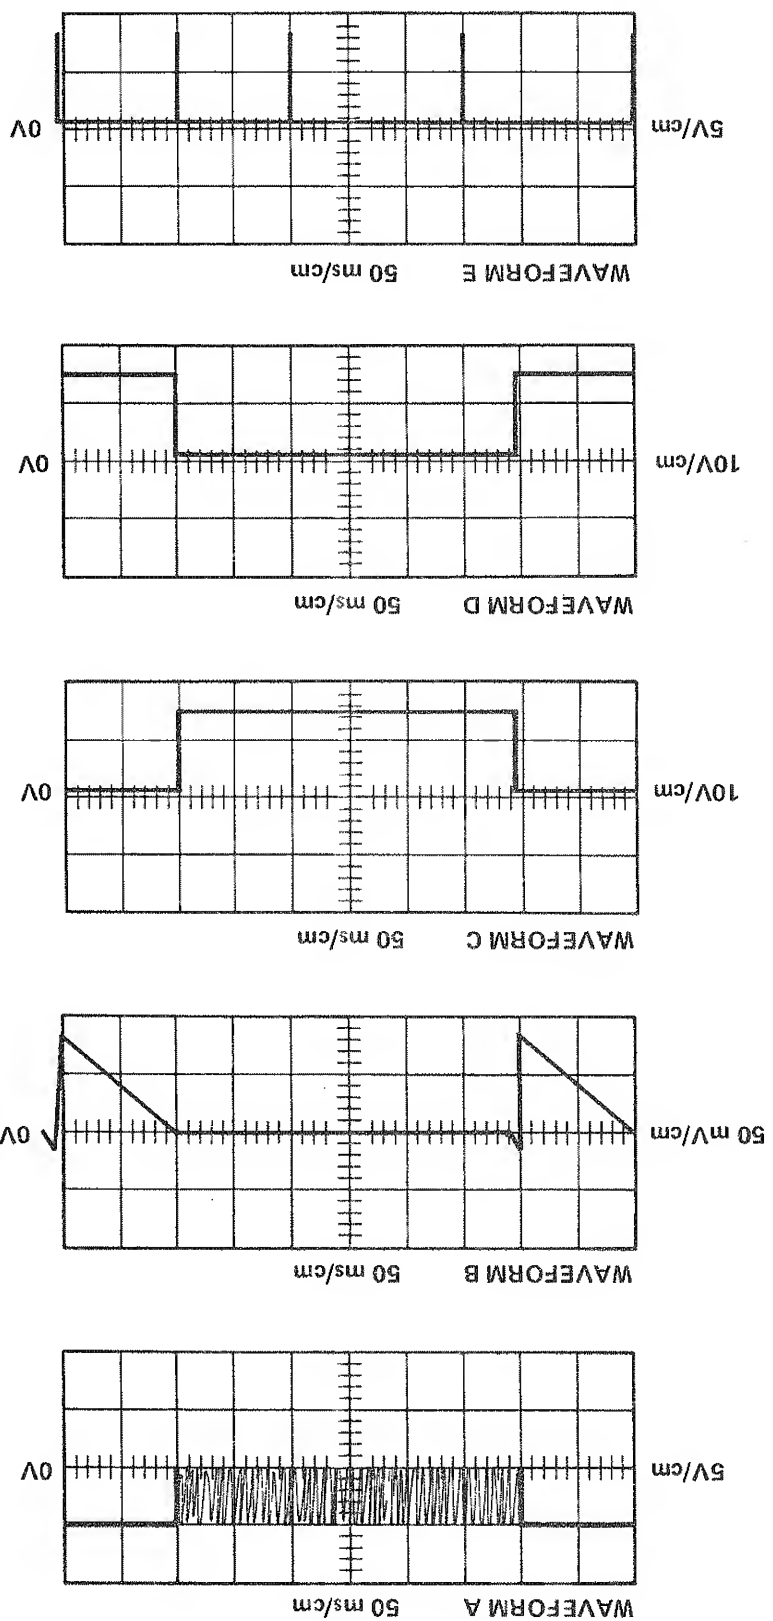 WAVEFORM A 50 ms/cm
5V/cm 0V
WAVEFORM B 50 ms/cm
50 mV/cm 0V
WAVEFORM C 50 ms/cm
10V/cm 0V
WAVEFORM D 50 ms/cm
10V/cm 0V
WAVEFORM E 50 ms/cm
5V/cm 0V